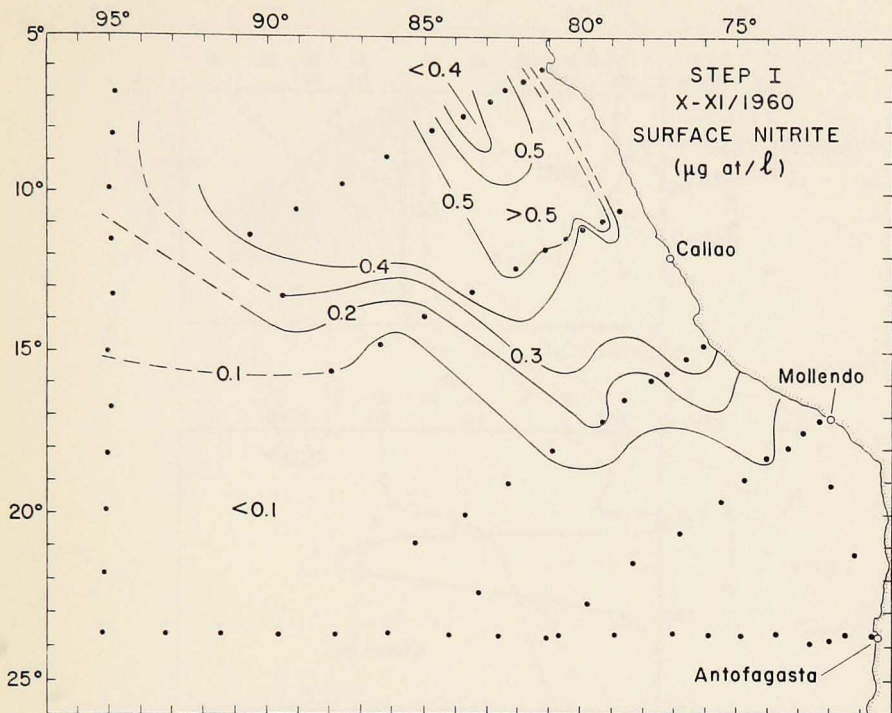 95° 90° 85° 80° 75°
5°
<0.4
STEP I
X-XI/1960
SURFACE NITRITE
(μg at/ℓ)
0.5
10°
0.5
>0.5
Callao
0.4
0.2
15°
0.3
0.1
Mollendo
20°
<0.1
25°
Antofagasta